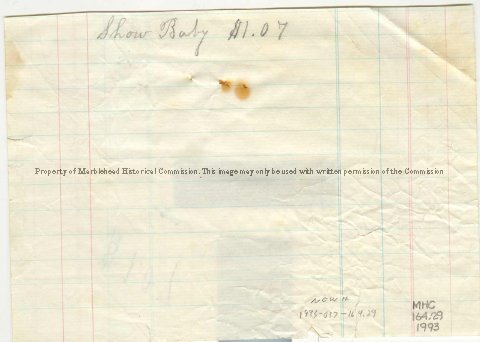 Show Baby $1.07
Property of Marblehead Historical Commission. This image may only be used with written permission of the Commission
MHC
164.29
1993